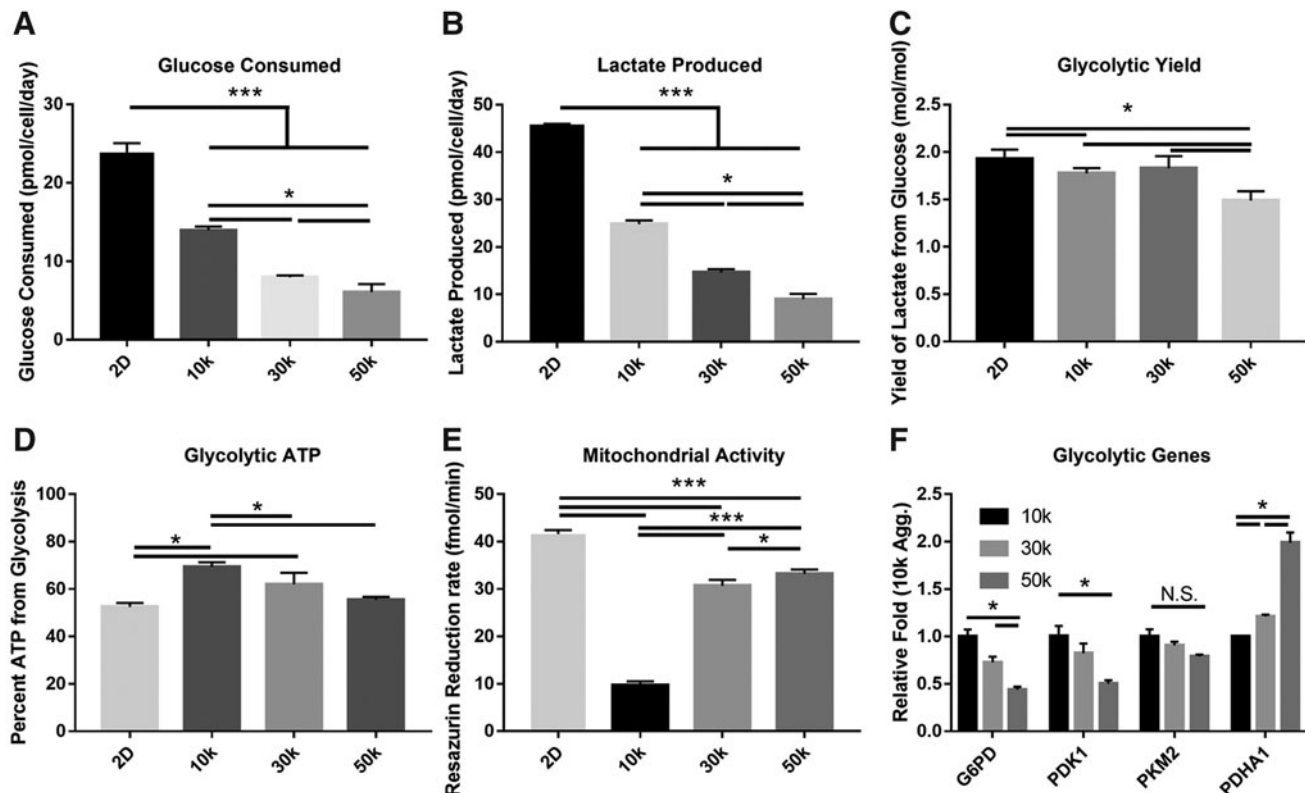 A
Glucose Consumed
Glucose Consumed (pmol/cell/day)
30
20
10
0
***
*
2D
10k
30k
50k
B
Lactate Produced
Lactate Produced (pmol/cell/day)
50
40
30
20
10
0
***
*
2D
10k
30k
50k
C
Glycolytic Yield
Yield of Lactate from Glucose (mol/mol)
2.5
2.0
1.5
1.0
0.5
0.0
*
2D
10k
30k
50k
D
Glycolytic ATP
Percent ATP from Glycolysis
100
80
60
40
20
0
*
*
2D
10k
30k
50k
E
Mitochondrial Activity
Resazurin Reduction rate (fmol/min)
50
40
30
20
10
0
***
***
*
2D
10k
30k
50k
F
Glycolytic Genes
Relative Fold (10k Agg.)
2.5
2.0
1.5
1.0
0.5
0.0
10k
30k
50k
*
*
N.S.
*
G6PD
PDK1
PKM2
PDHA1